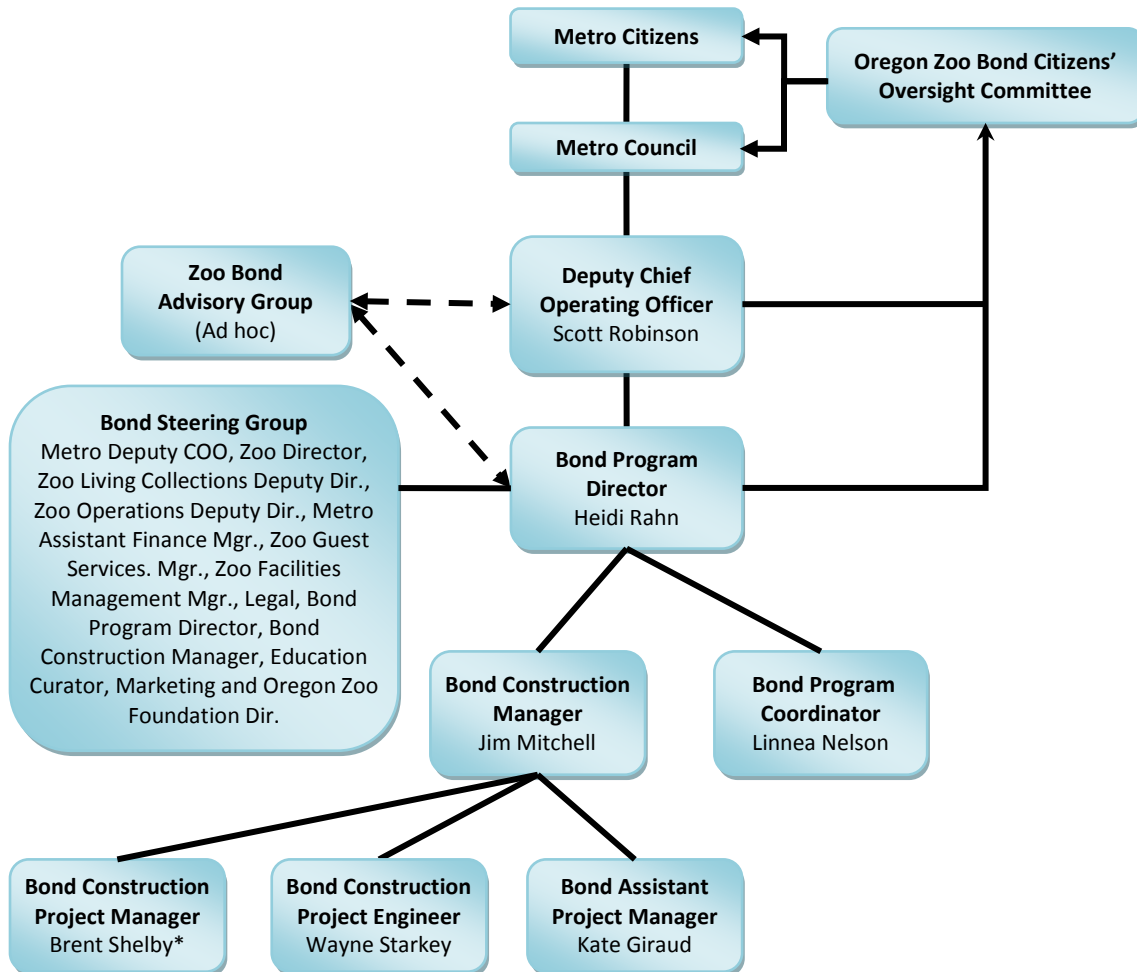 Metro Citizens
Oregon Zoo Bond Citizens'
Oversight Committee
Metro Council
Zoo Bond
Advisory Group
(Ad hoc)
Deputy Chief
Operating Officer
Scott Robinson
Bond Steering Group
Metro Deputy COO, Zoo Director,
Zoo Living Collections Deputy Dir.,
Zoo Operations Deputy Dir., Metro
Assistant Finance Mgr., Zoo Guest
Services. Mgr., Zoo Facilities
Management Mgr., Legal, Bond
Program Director, Bond
Construction Manager, Education
Curator, Marketing and Oregon Zoo
Foundation Dir.
Bond Program
Director
Heidi Rahn
Bond Construction
Manager
Jim Mitchell
Bond Program
Coordinator
Linnea Nelson
Bond Construction
Project Manager
Brent Shelby*
Bond Construction
Project Engineer
Wayne Starkey
Bond Assistant
Project Manager
Kate Giraud